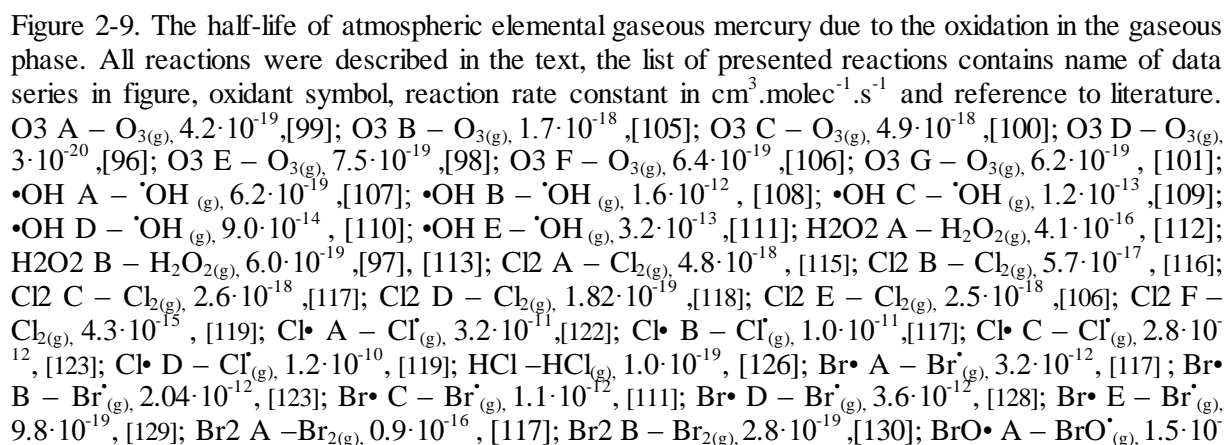 Figure 2-9. The half-life of atmospheric elemental gaseous mercury due to the oxidation in the gaseous
phase. All reactions were described in the text, the list of presented reactions contains name of data
series in figure, oxidant symbol, reaction rate constant in cm³.molec⁻¹.s⁻¹ and reference to literature.
O3 A – O₃(g), 4.2·10⁻¹⁹,[99]; O3 B – O₃(g), 1.7·10⁻¹⁸ ,[105]; O3 C – O₃(g), 4.9·10⁻¹⁸ ,[100]; O3 D – O₃(g),
3·10⁻²⁰ ,[96]; O3 E – O₃(g), 7.5·10⁻¹⁹ ,[98]; O3 F – O₃(g), 6.4·10⁻¹⁹ ,[106]; O3 G – O₃(g), 6.2·10⁻¹⁹ , [101];
•OH A – •OH (g), 6.2·10⁻¹⁹ ,[107]; •OH B – •OH (g), 1.6·10⁻¹² , [108]; •OH C – •OH (g), 1.2·10⁻¹³ ,[109];
•OH D – •OH (g), 9.0·10⁻¹⁴ , [110]; •OH E – •OH (g), 3.2·10⁻¹³ ,[111]; H2O2 A – H₂O₂(g), 4.1·10⁻¹⁶ , [112];
H2O2 B – H₂O₂(g), 6.0·10⁻¹⁹ ,[97], [113]; Cl2 A – Cl₂(g), 4.8·10⁻¹⁸ , [115]; Cl2 B – Cl₂(g), 5.7·10⁻¹⁷ , [116];
Cl2 C – Cl₂(g), 2.6·10⁻¹⁸ ,[117]; Cl2 D – Cl₂(g), 1.82·10⁻¹⁹ ,[118]; Cl2 E – Cl₂(g), 2.5·10⁻¹⁸ ,[106]; Cl2 F –
Cl₂(g), 4.3·10⁻¹⁵ , [119]; Cl• A – Cl•(g), 3.2·10⁻¹¹,[122]; Cl• B – Cl•(g), 1.0·10⁻¹¹,[117]; Cl• C – Cl•(g), 2.8·10⁻
¹², [123]; Cl• D – Cl•(g), 1.2·10⁻¹⁰, [119]; HCl –HCl(g), 1.0·10⁻¹⁹ , [126]; Br• A – Br•(g), 3.2·10⁻¹², [117] ; Br•
B – Br•(g), 2.04·10⁻¹², [123]; Br• C – Br•(g), 1.1·10⁻¹², [111]; Br• D – Br•(g), 3.6·10⁻¹², [128]; Br• E – Br•(g),
9.8·10⁻¹⁹, [129]; Br2 A –Br₂(g), 0.9·10⁻¹⁶ , [117]; Br2 B – Br₂(g), 2.8·10⁻¹⁹ ,[130]; BrO• A – BrO•(g), 1.5·10⁻